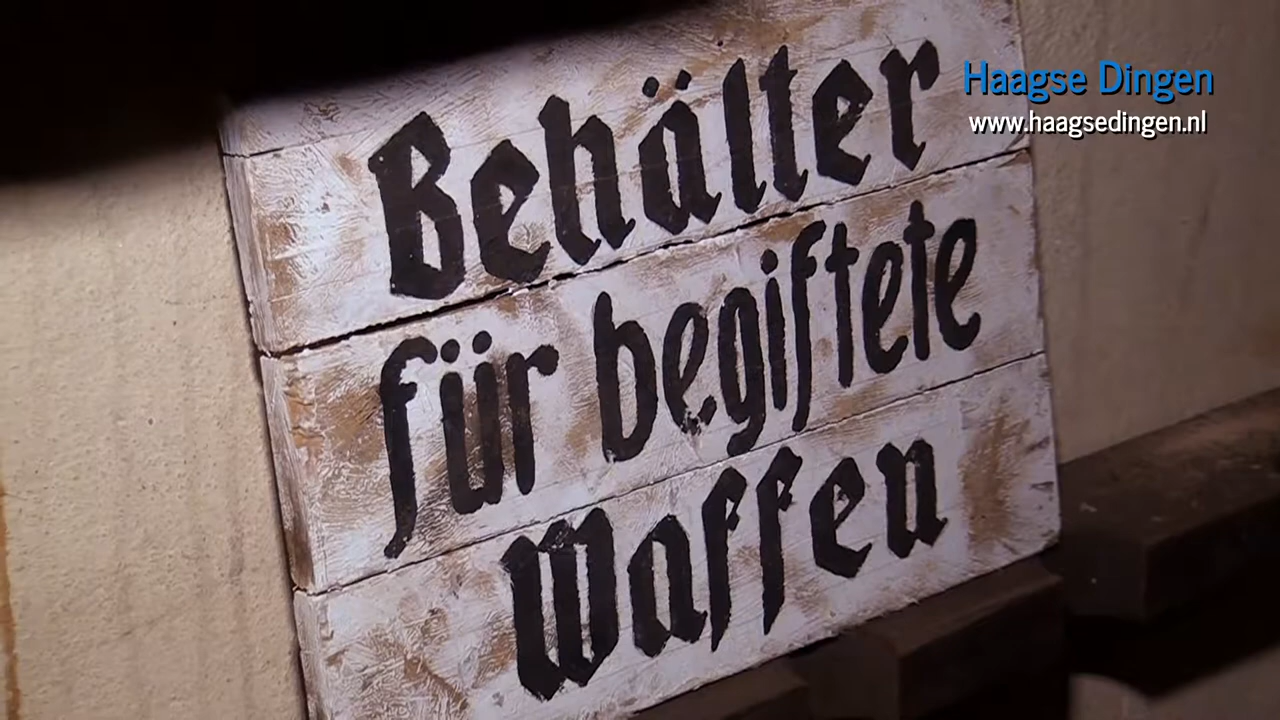 Haagse Dingen
www.haagsedingen.nl
Behälter
für begiftete
Waffen